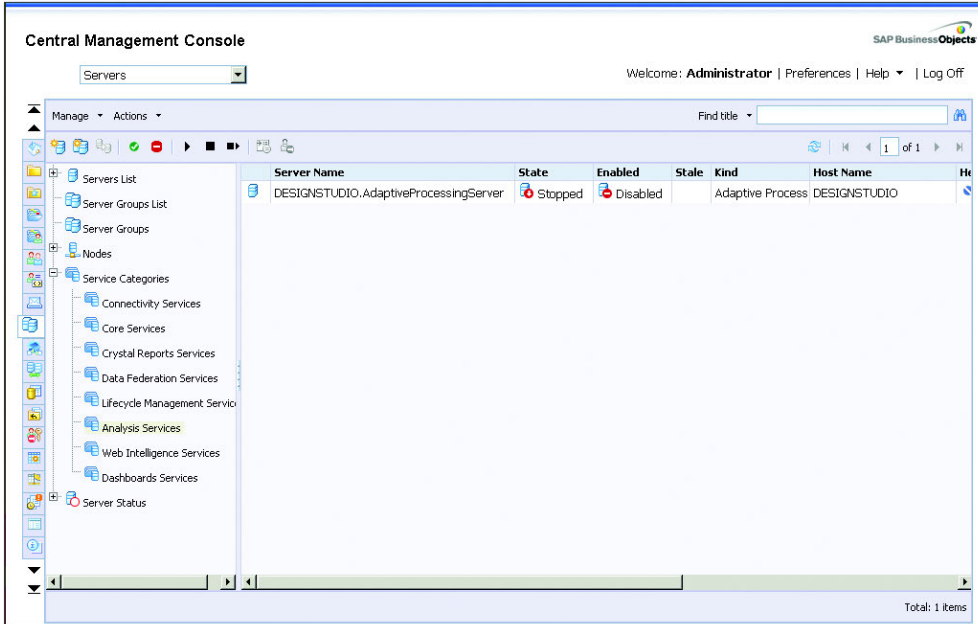 Central Management Console
SAP BusinessObjects
Servers
Welcome: Administrator | Preferences | Help | Log Off
Manage Actions Find title
1 of 1
Servers List
Server Groups List
Server Groups
Nodes
Service Categories
Connectivity Services
Core Services
Crystal Reports Services
Data Federation Services
Lifecycle Management Servic
Analysis Services
Web Intelligence Services
Dashboards Services
Server Status
Server Name State Enabled Stale Kind Host Name He
DESIGNSTUDIO.AdaptiveProcessingServer Stopped Disabled Adaptive Process DESIGNSTUDIO
Total: 1 items